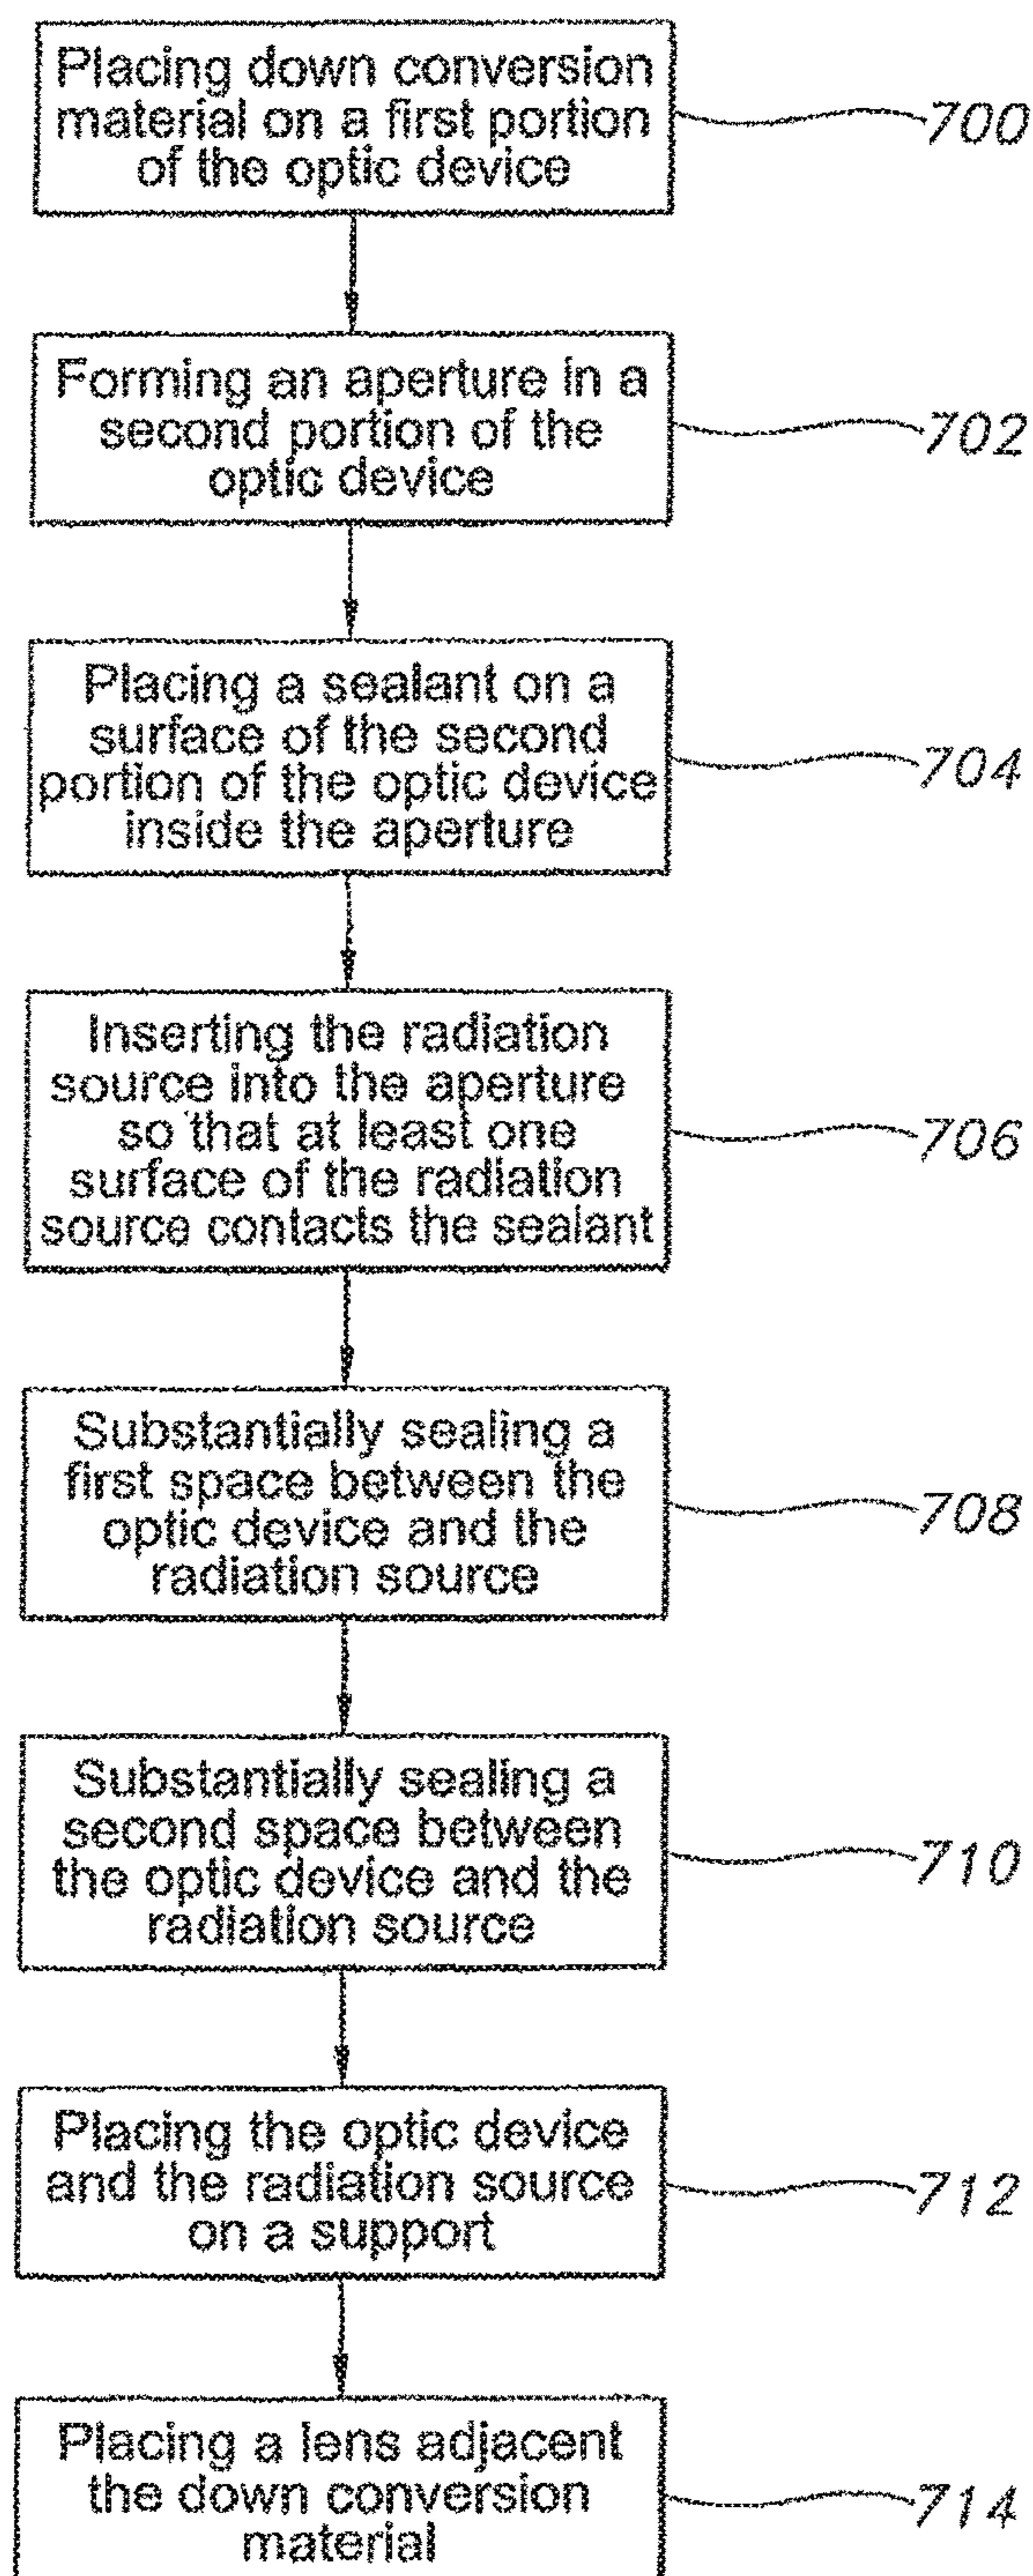 Placing down conversion
material on a first portion
of the optic device
700
Forming an aperture in a
second portion of the
optic device
702
Placing a sealant on a
surface of the second
portion of the optic device
inside the aperture
704
Inserting the radiation
source into the aperture
so that at least one
surface of the radiation
source contacts the sealant
706
Substantially sealing a
first space between the
optic device and the
radiation source
708
Substantially sealing a
second space between
the optic device and the
radiation source
710
Placing the optic device
and the radiation source
on a support
712
Placing a lens adjacent
the down conversion
material
714